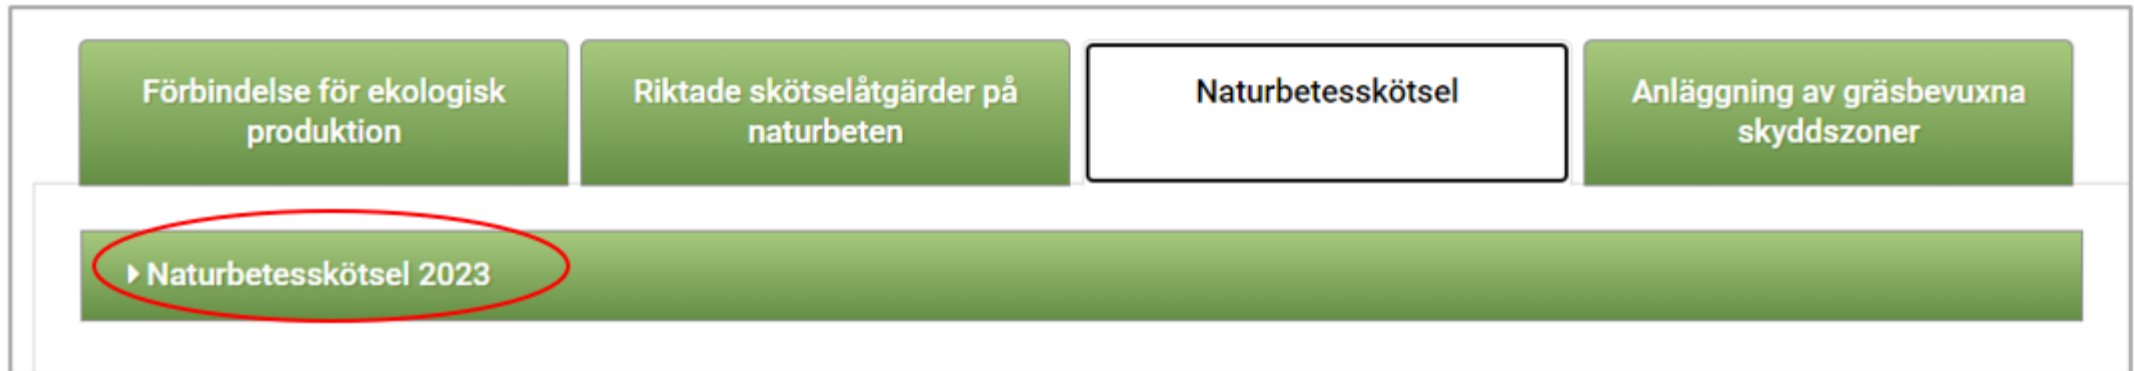 Förbindelse för ekologisk
produktion
Riktade skötselåtgärder på
naturbeten
Naturbetesskötsel
Anläggning av gräsbevuxna
skyddszoner
Naturbetesskötsel 2023